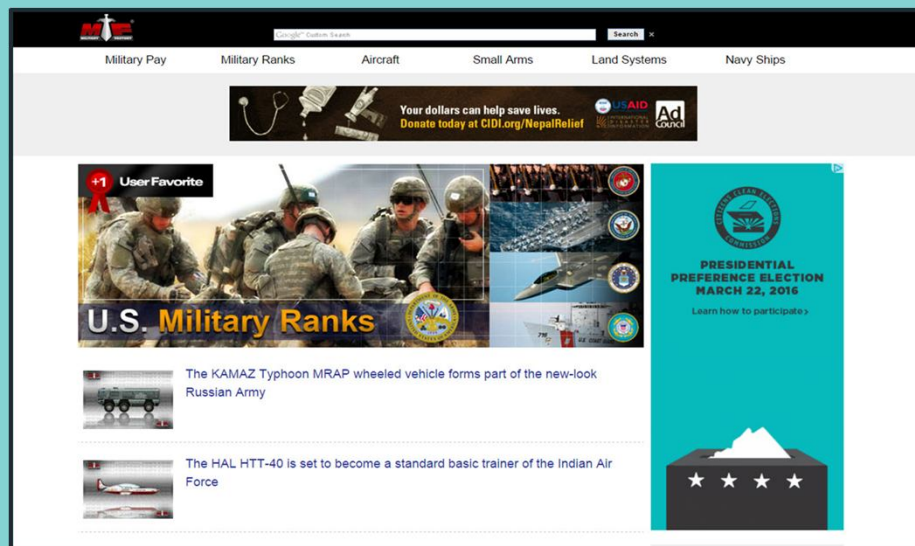 MF
MILITARY FACTORY
Google™ Custom Search
Search ×
Military Pay Military Ranks Aircraft Small Arms Land Systems Navy Ships
Your dollars can help save lives.
Donate today at CIDI.org/NepalRelief
USAID
Ad
Council
+1 User Favorite
U.S. Military Ranks
CITIZENS CLEAN ELECTIONS
COMMISSION
PRESIDENTIAL
PREFERENCE ELECTION
MARCH 22, 2016
Learn how to participate >
The KAMAZ Typhoon MRAP wheeled vehicle forms part of the new-look
Russian Army
The HAL HTT-40 is set to become a standard basic trainer of the Indian Air
Force